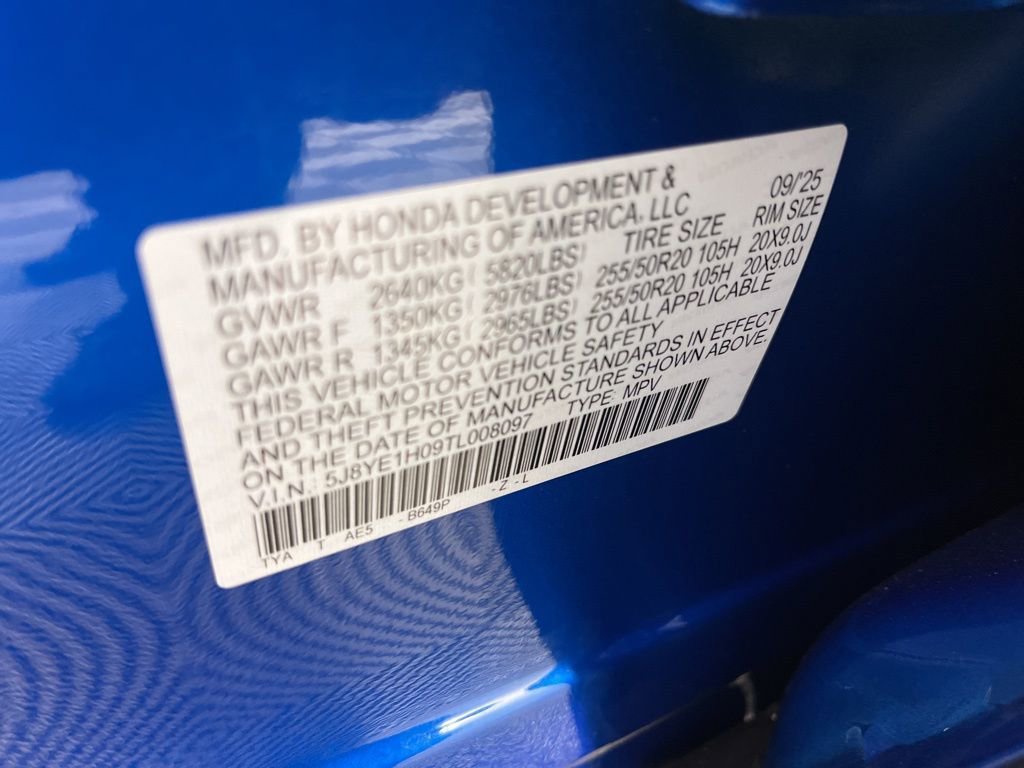 MFD. BY HONDA DEVELOPMENT & 09/'25
MANUFACTURING OF AMERICA, LLC
TIRE SIZE RIM SIZE
GVWR 2640KG ( 5820LBS)
GAWR F 1350KG ( 2976LBS) 255/50R20 105H 20X9.0J
GAWR R 1345KG ( 2965LBS) 255/50R20 105H 20X9.0J
THIS VEHICLE CONFORMS TO ALL APPLICABLE
FEDERAL MOTOR VEHICLE SAFETY
AND THEFT PREVENTION STANDARDS IN EFFECT
ON THE DATE OF MANUFACTURE SHOWN ABOVE.
V.I.N.: 5J8YE1H09TL008097 TYPE: MPV
TYA T AE5 - B649P - Z - L